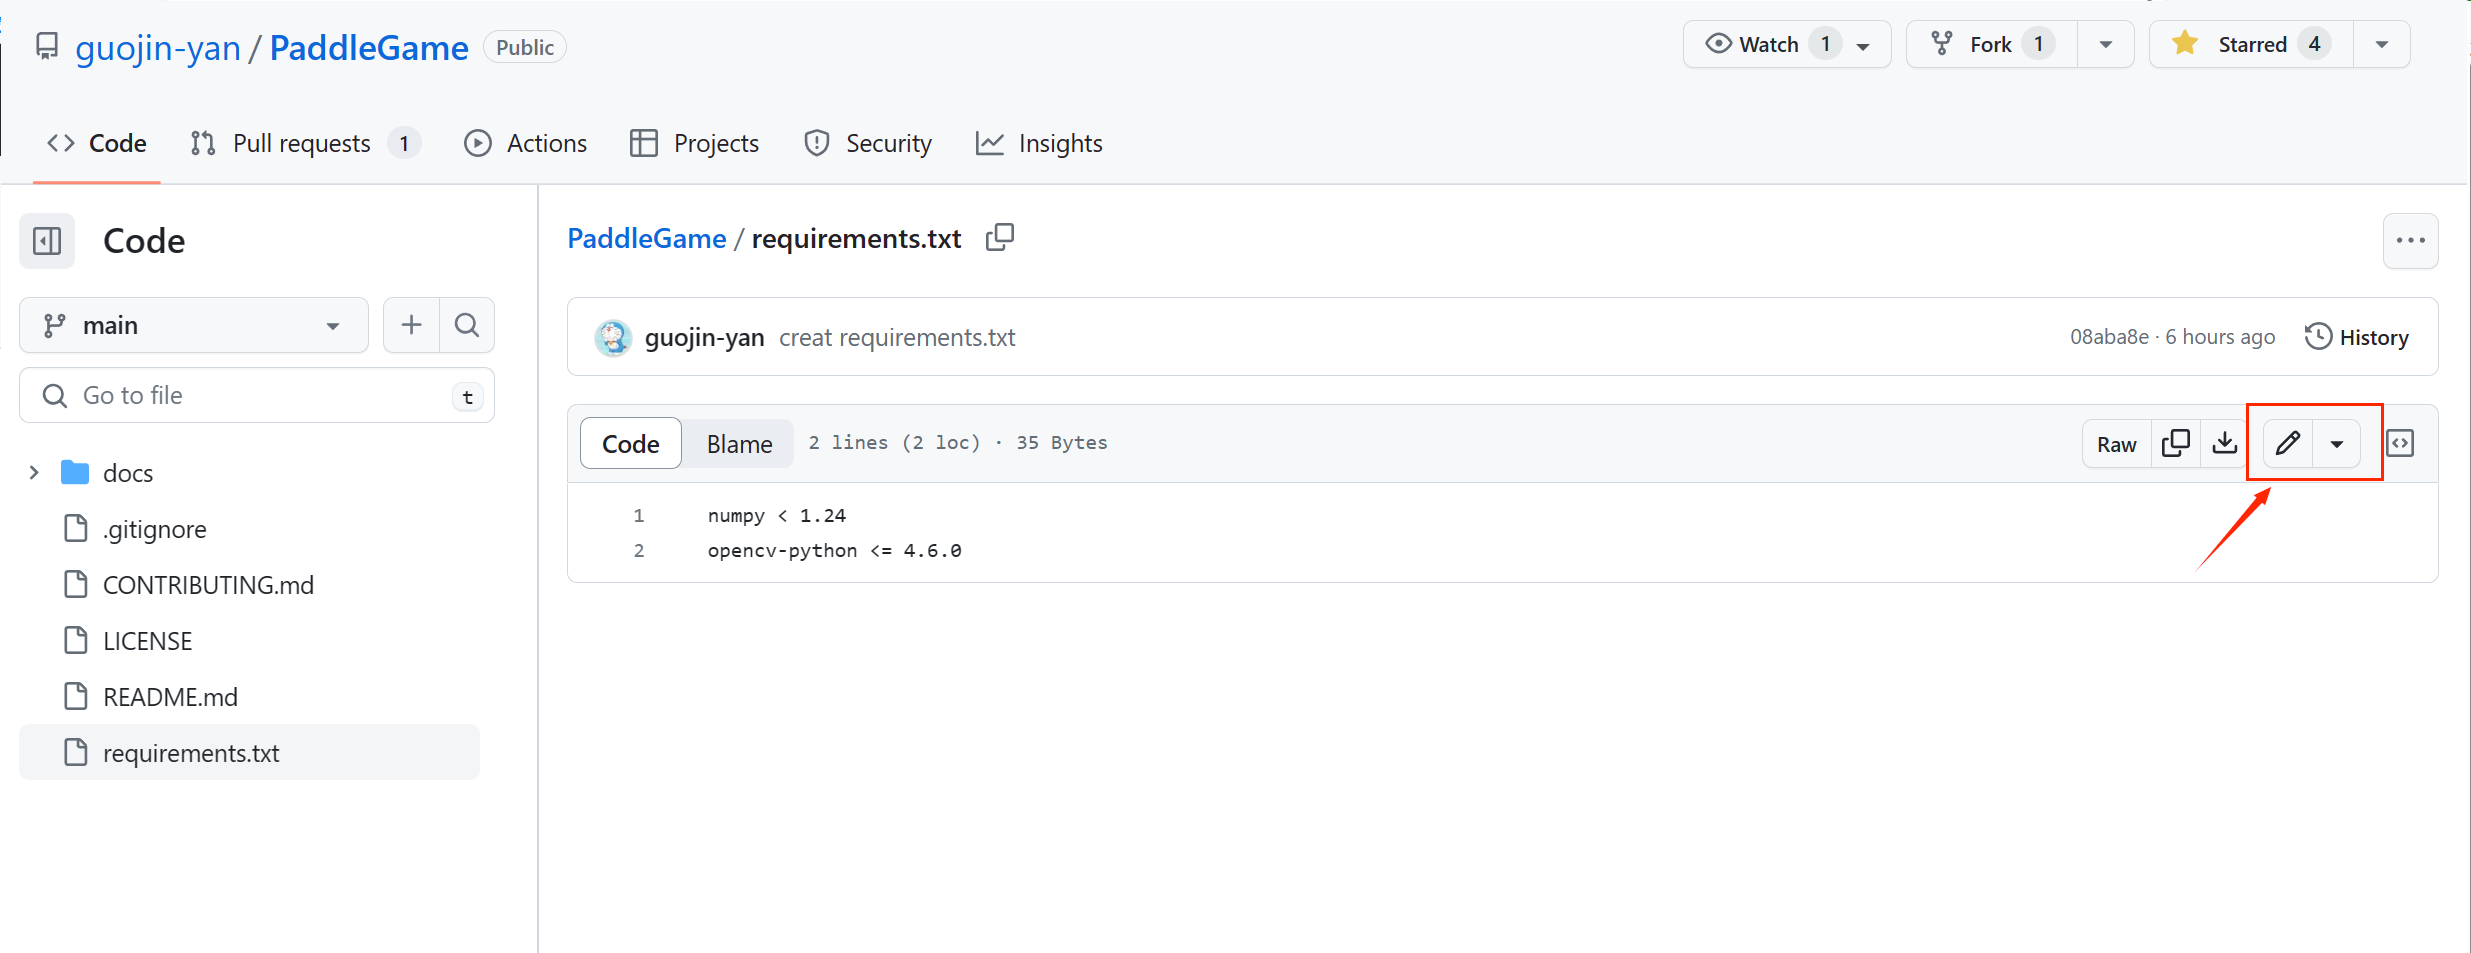 guojin-yan / PaddleGame Public Watch 1 Fork 1 Starred 4
Code Pull requests 1 Actions Projects Security Insights
Code
main
Go to file t
docs
.gitignore
CONTRIBUTING.md
LICENSE
README.md
requirements.txt
PaddleGame / requirements.txt
guojin-yan creat requirements.txt 08aba8e · 6 hours ago History
Code Blame 2 lines (2 loc) · 35 Bytes Raw
1 numpy < 1.24
2 opencv-python <= 4.6.0